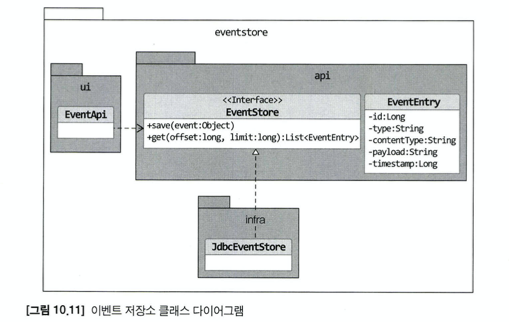 eventstore
ui
EventApi
api
<<Interface>>
EventStore
+save(event:Object)
+get(offset:long, limit:long):List<EventEntry>
EventEntry
-id:Long
-type:String
-contentType:String
-payload:String
-timestamp:Long
infra
JdbcEventStore
[그림 10.11] 이벤트 저장소 클래스 다이어그램